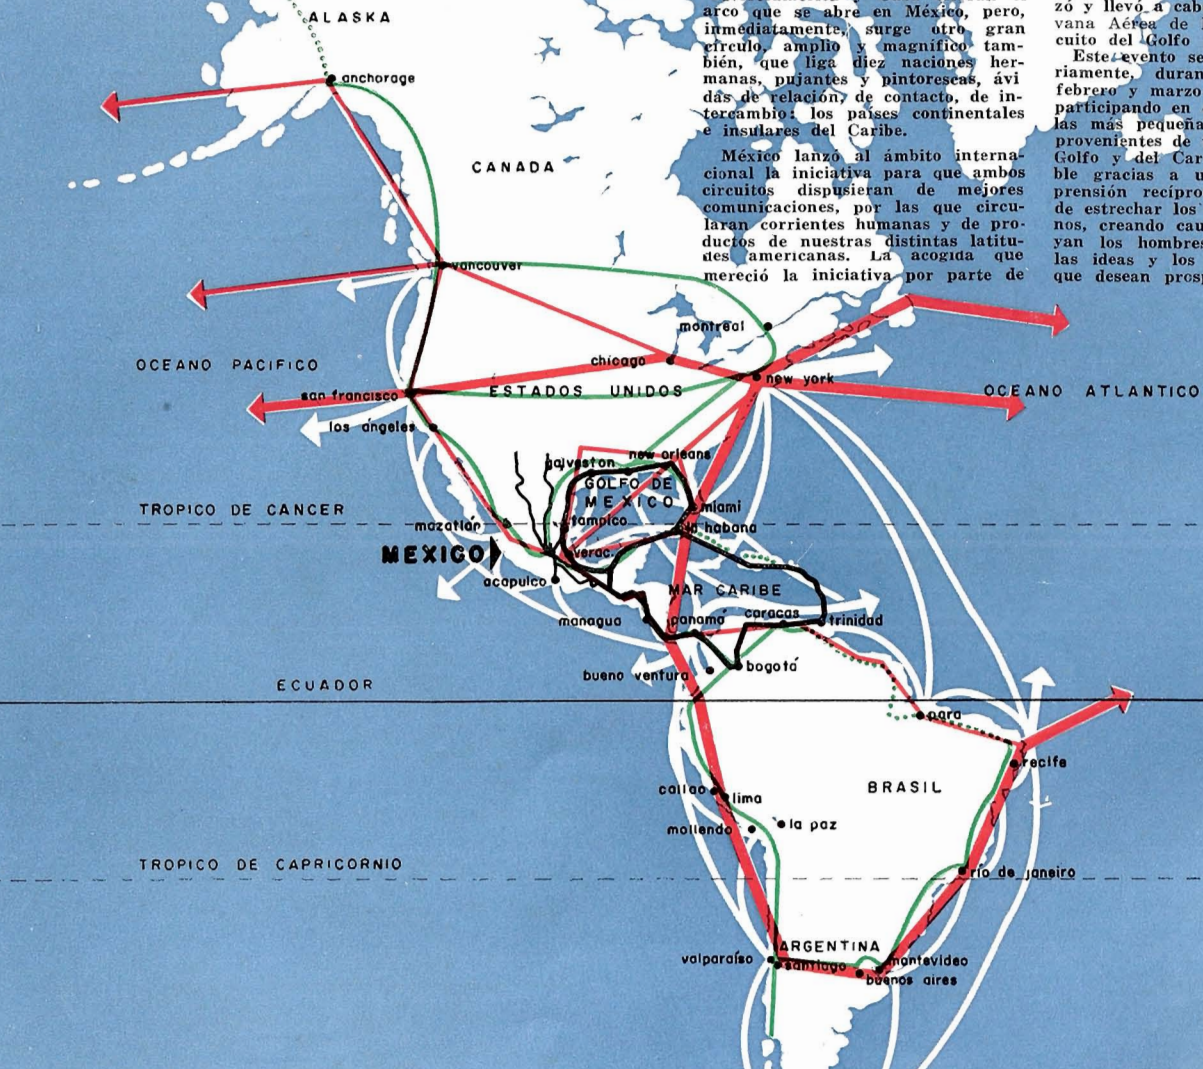 arco que se abre en México, pero,
inmediatamente, surge otro gran
círculo, amplio y magnífico tam-
bién, que liga diez naciones her-
manas, pujantes y pintorescas, ávi
das de relación, de contacto, de in-
tercambio: los países continentales
e insulares del Caribe.
México lanzó al ámbito interna-
cional la iniciativa para que ambos
circuitos dispusieran de mejores
comunicaciones, por las que circu-
laran corrientes humanas y de pro-
ductos de nuestras distintas latitu-
des americanas. La acogida que
mereció la iniciativa por parte de
zó y llevó a cab
vana Aérea de
cuito del Golfo
Este evento se
riamente, duran
febrero y marzo
participando en
las más pequeña
provenientes de
Golfo y del Car
ble gracias a u
prensión recípro
de estrechar los
nos, creando cau
yan los hombres
las ideas y los
que desean prosp
ALASKA
anchorage
CANADA
vancouver
montreal
chicago
new york
OCEANO PACIFICO
san francisco
ESTADOS UNIDOS
OCEANO ATLANTICO
los ángeles
galveston
new orleans
GOLFO DE
MEXICO
miami
TROPICO DE CANCER
mazatlán
tampico
la habana
MEXICO
verac.
acapulco
MAR CARIBE
managua
panamá
caracas
trinidad
bueno ventura
bogotá
ECUADOR
para
recife
BRASIL
callao
lima
mollendo
la paz
TROPICO DE CAPRICORNIO
río de janeiro
ARGENTINA
valparaíso
santiago
montevideo
buenos aires